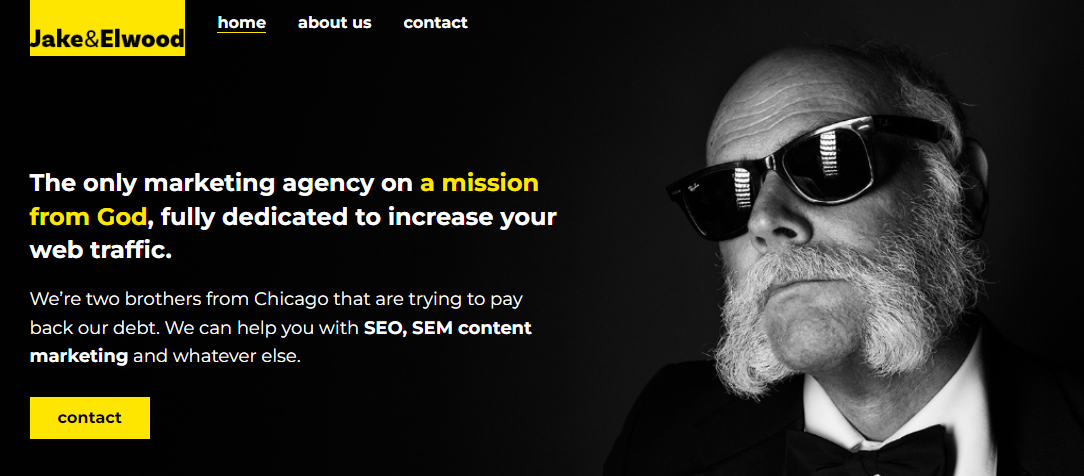 Jake&Elwood
home about us contact
The only marketing agency on a mission
from God, fully dedicated to increase your
web traffic.
We’re two brothers from Chicago that are trying to pay
back our debt. We can help you with SEO, SEM content
marketing and whatever else.
contact
Ray-Ban